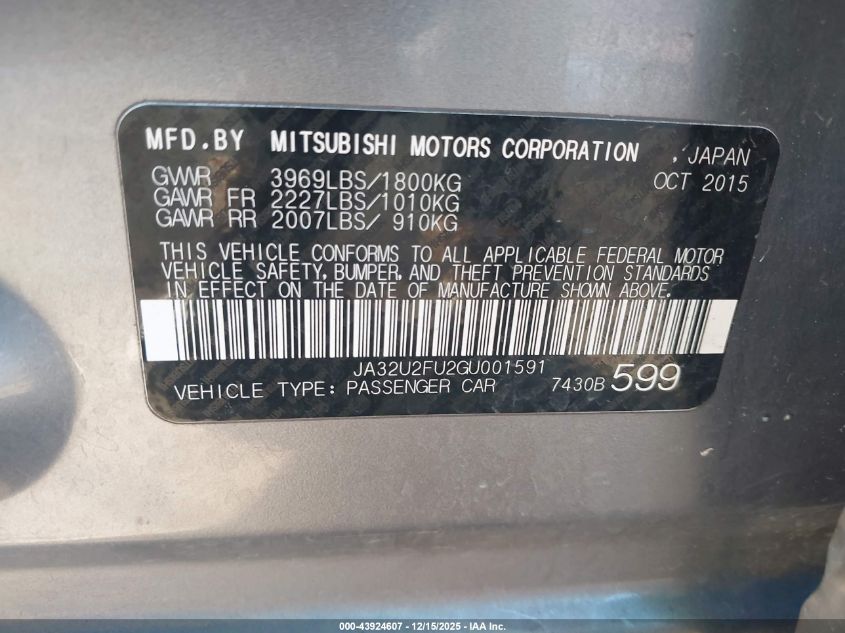 MFD.BY MITSUBISHI MOTORS CORPORATION , JAPAN
GVWR 3969LBS/1800KG OCT 2015
GAWR FR 2227LBS/1010KG
GAWR RR 2007LBS/ 910KG
THIS VEHICLE CONFORMS TO ALL APPLICABLE FEDERAL MOTOR
VEHICLE SAFETY, BUMPER, AND THEFT PREVENTION STANDARDS
IN EFFECT ON THE DATE OF MANUFACTURE SHOWN ABOVE.
JA32U2FU2GU001591
VEHICLE TYPE: PASSENGER CAR 7430B 599
000-43924607 - 12/15/2025 - IAA Inc.